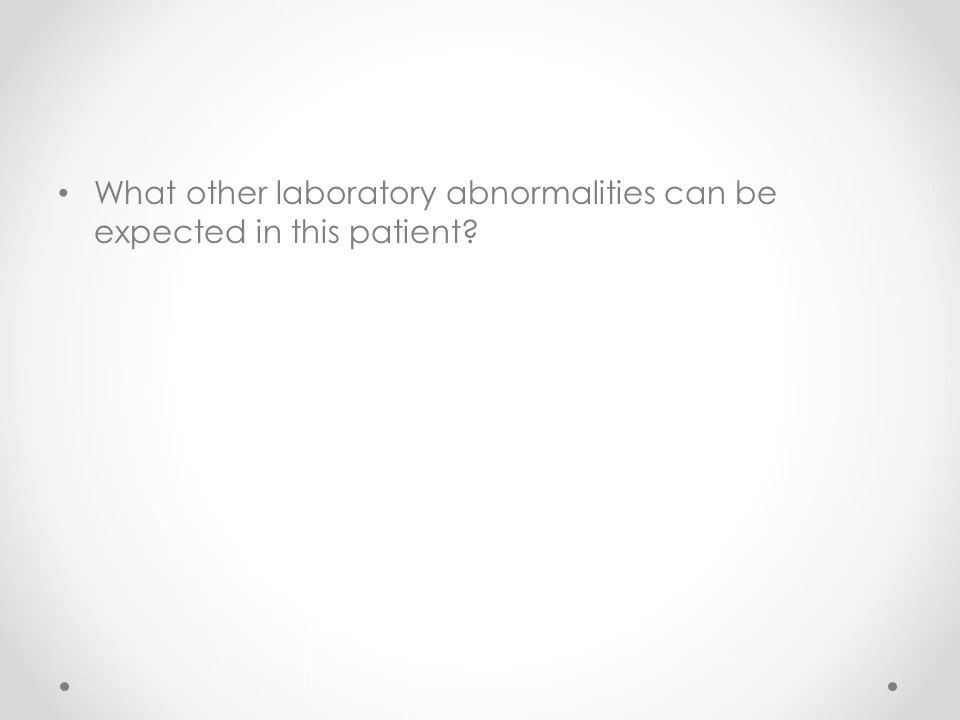 • What other laboratory abnormalities can be
expected in this patient?